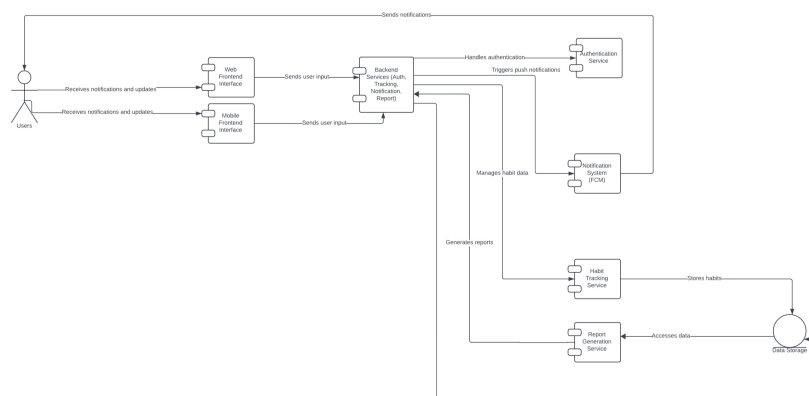 Sends notifications
Web
Frontend
Interface
Backend
Services (Auth,
Tracking,
Notification,
Report)
Handles authentication
Authentication
Service
Triggers push notifications
Sends user input
Receives notifications and updates
Receives notifications and updates
Users
Mobile
Frontend
Interface
Sends user input
Notification
System
(FCM)
Manages habit data
Generates reports
Habit
Tracking
Service
Stores habits
Report
Generation
Service
Accesses data
Data Storage